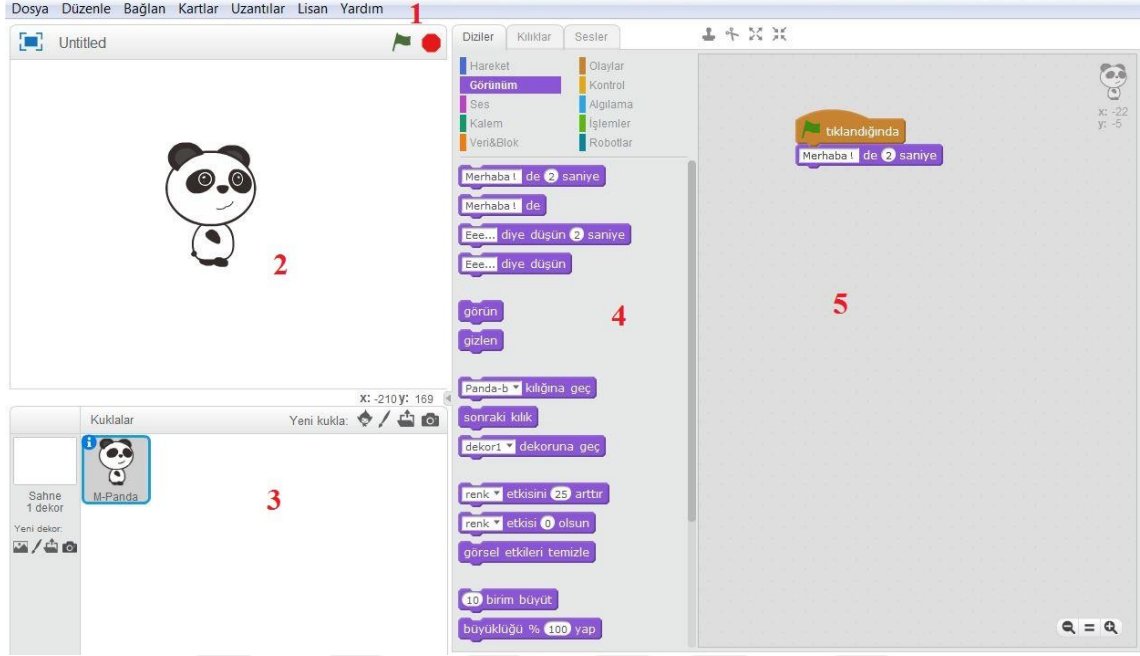 Dosya Düzenle Bağlan Kartlar Uzantılar Lisan Yardım
1
Untitled
2
x: -210 y: 169
Kuklalar
Yeni kukla:
Sahne
1 dekor
Yeni dekor:
M-Panda
3
Diziler Kılıklar Sesler
Hareket Olaylar
Görünüm Kontrol
Ses Algılama
Kalem İşlemler
Veri&Blok Robotlar
Merhaba! de 2 saniye
Merhaba! de
Eee... diye düşün 2 saniye
Eee... diye düşün
görün
gizlen
4
Panda-b kılığına geç
sonraki kılık
dekor1 dekoruna geç
renk etkisini 25 arttır
renk etkisi 0 olsun
görsel etkileri temizle
10 birim büyüt
büyüklüğü % 100 yap
x: -22
y: -5
tıklandığında
Merhaba! de 2 saniye
5